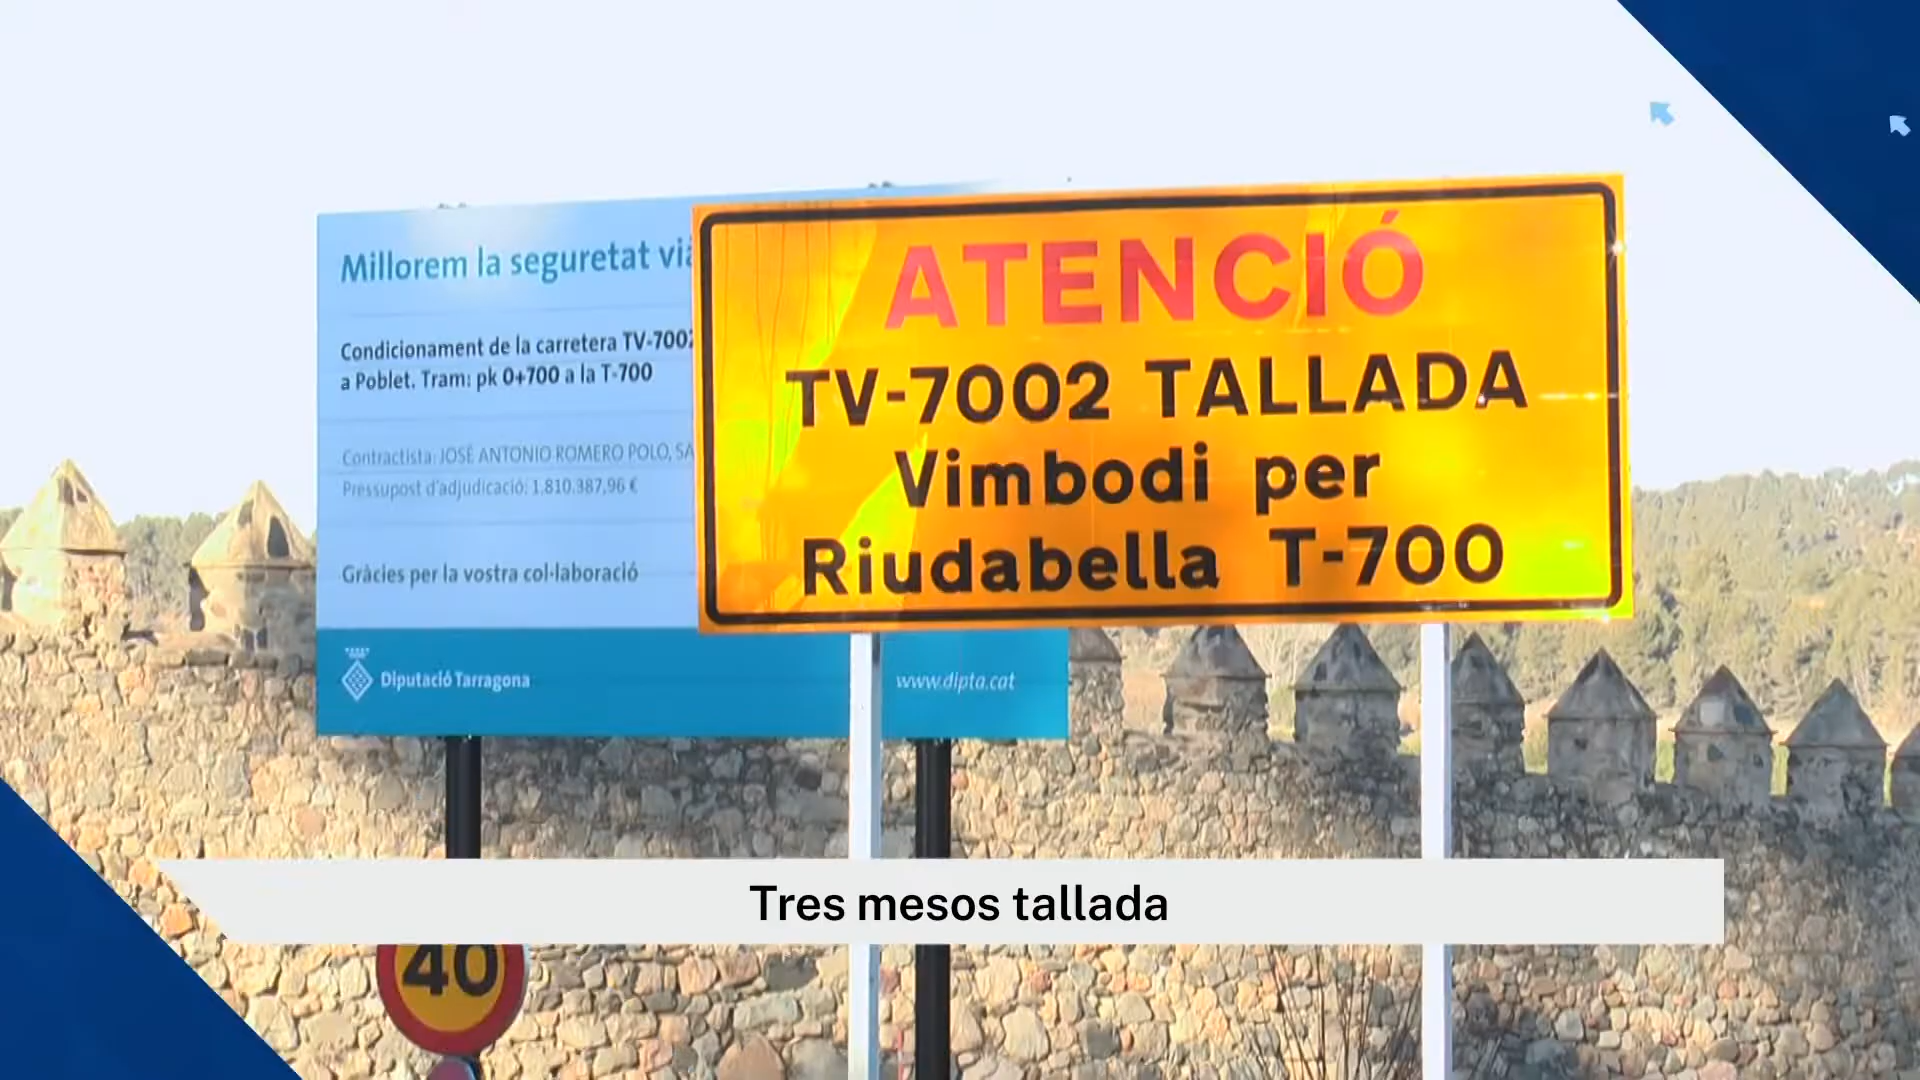 Millorem la seguretat
Condicionament de la carretera TV-7002
a Poblet. Tram: pk 0+700 a la T-700
Contractista: JOSÉ ANTONIO ROMERO POLO, SA
Pressupost d'adjudicació: 1.810.387,96 €
Gràcies per la vostra col·laboració
Diputació Tarragona
www.dipta.cat
ATENCIÓ
TV-7002 TALLADA
Vimbodi per
Riudabella T-700
Tres mesos tallada
40